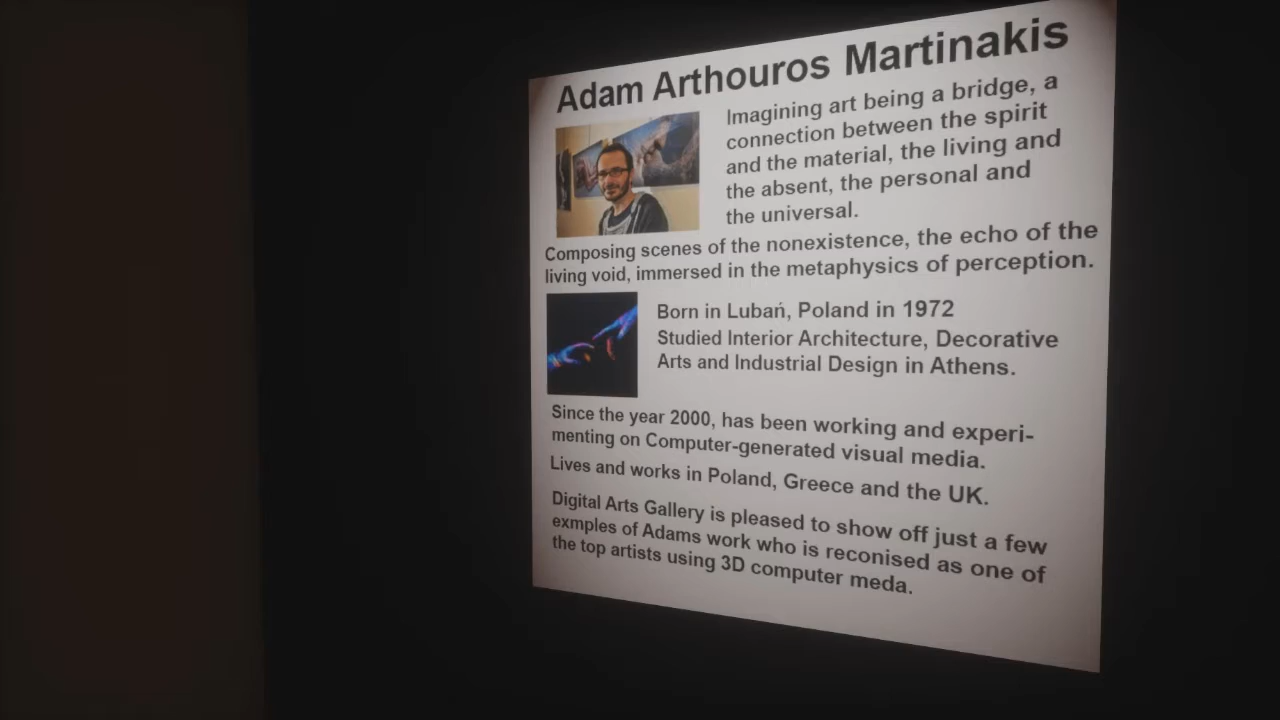 Adam Arthouros Martinakis
Imagining art being a bridge, a
connection between the spirit
and the material, the living and
the absent, the personal and
the universal.
Composing scenes of the nonexistence, the echo of the
living void, immersed in the metaphysics of perception.
Born in Lubań, Poland in 1972
Studied Interior Architecture, Decorative
Arts and Industrial Design in Athens.
Since the year 2000, has been working and experi-
menting on Computer-generated visual media.
Lives and works in Poland, Greece and the UK.
Digital Arts Gallery is pleased to show off just a few
exmples of Adams work who is reconised as one of
the top artists using 3D computer meda.